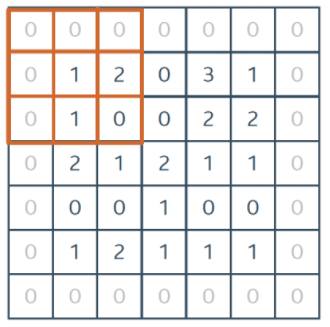 0 0 0 0 0 0 0
0 1 2 0 3 1 0
0 1 0 0 2 2 0
0 2 1 2 1 1 0
0 0 0 1 0 0 0
0 1 2 1 1 1 0
0 0 0 0 0 0 0